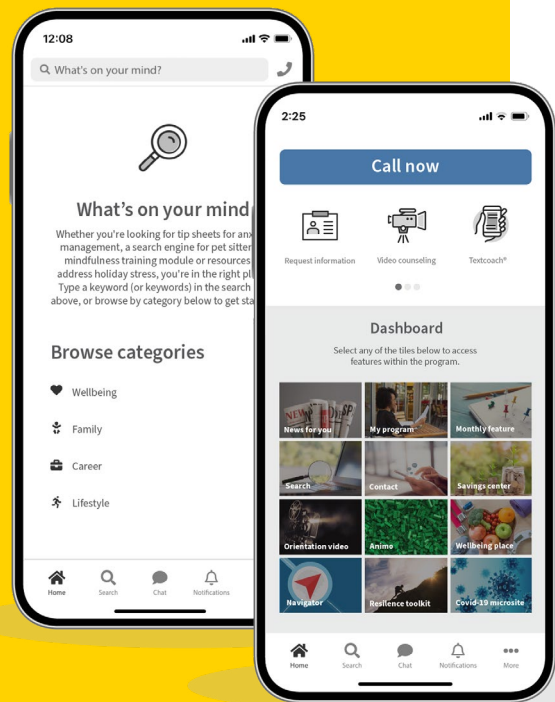 12:08
What's on your mind?
What's on your mind
Whether you're looking for tip sheets for
management, a search engine for pet sitter
mindfulness training module or resources
address holiday stress, you're in the right
Type a keyword (or keywords) in the search
above, or browse by category below to get
Browse categories
Wellbeing
Family
Career
Lifestyle
Home
Search
Chat
Notifications
2:25
Call now
Request information
Video counseling
Textcoach®
Dashboard
Select any of the tiles below to access
features within the program.
News for you
My program
Monthly feature
Search
Contact
Savings center
Orientation video
Animo
Wellbeing place
Navigator
Resilence toolkit
Covid-19 microsite
Home
Search
Chat
Notifications
More